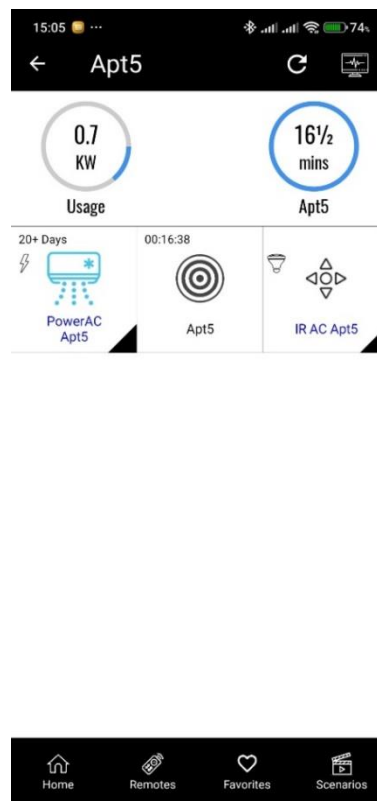 15:05 ... 74%
Apt5
0.7
KW
Usage
16½
mins
Apt5
20+ Days
PowerAC
Apt5
00:16:38
Apt5
IR AC Apt5
Home
Remotes
Favorites
Scenarios